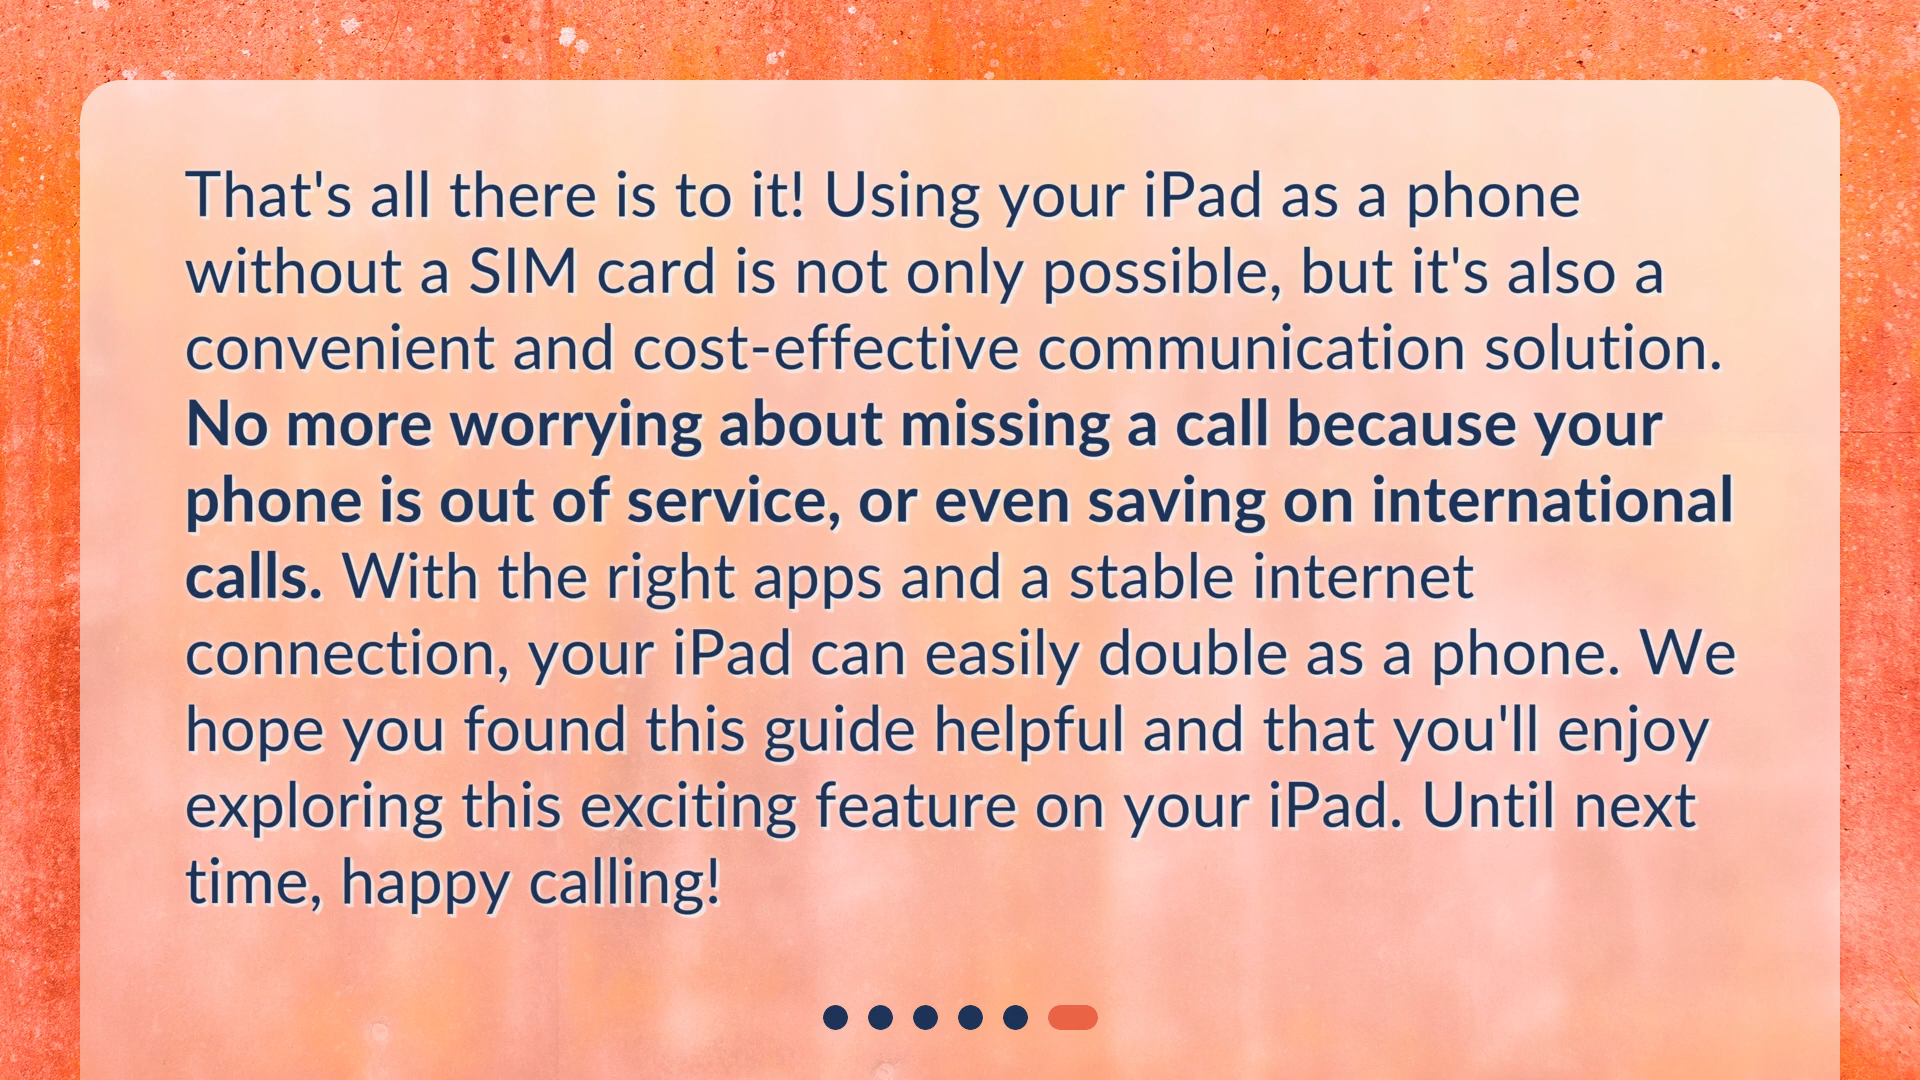 That's all there is to it! Using your iPad as a phone
without a SIM card is not only possible, but it's also a
convenient and cost-effective communication solution.
No more worrying about missing a call because your
phone is out of service, or even saving on international
calls. With the right apps and a stable internet
connection, your iPad can easily double as a phone. We
hope you found this guide helpful and that you'll enjoy
exploring this exciting feature on your iPad. Until next
time, happy calling!